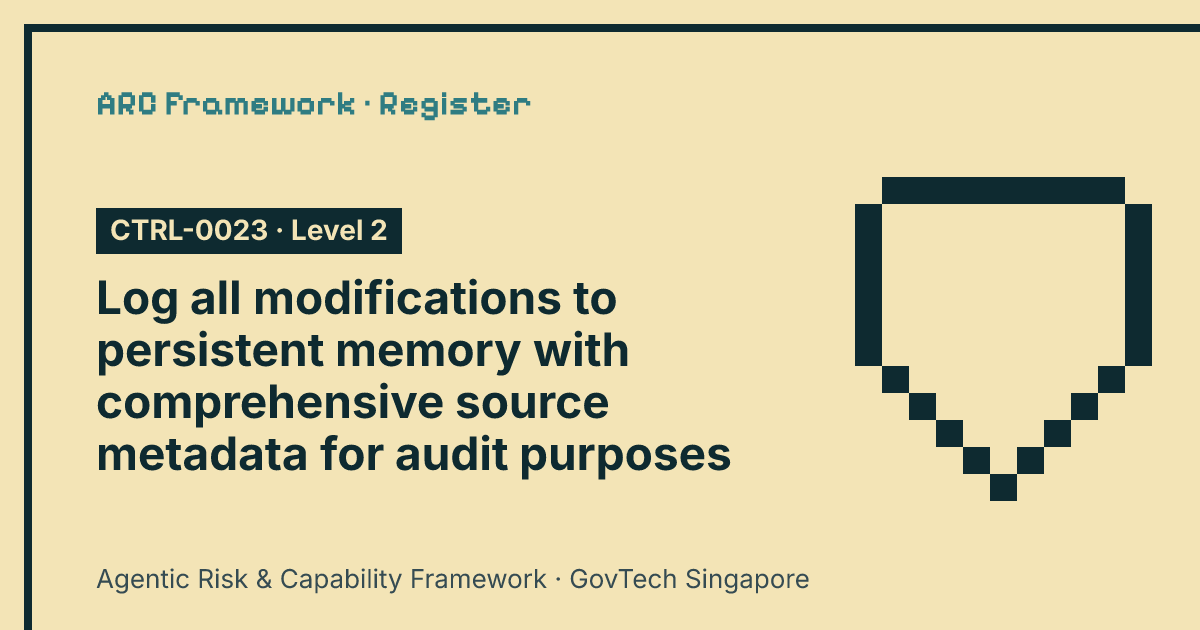 ARC Framework · Register
CTRL-0023 · Level 2
Log all modifications to
persistent memory with
comprehensive source
metadata for audit purposes
Agentic Risk & Capability Framework · GovTech Singapore